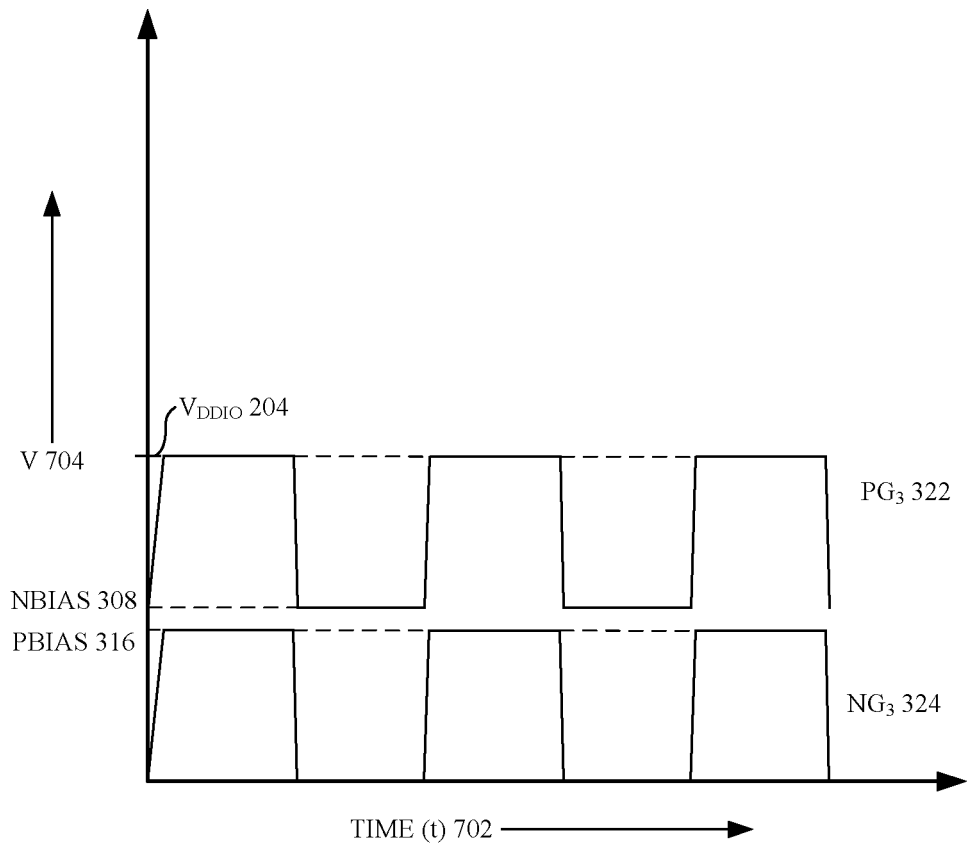 V_DDIO 204
V 704
PG_3 322
NBIAS 308
PBIAS 316
NG_3 324
TIME (t) 702